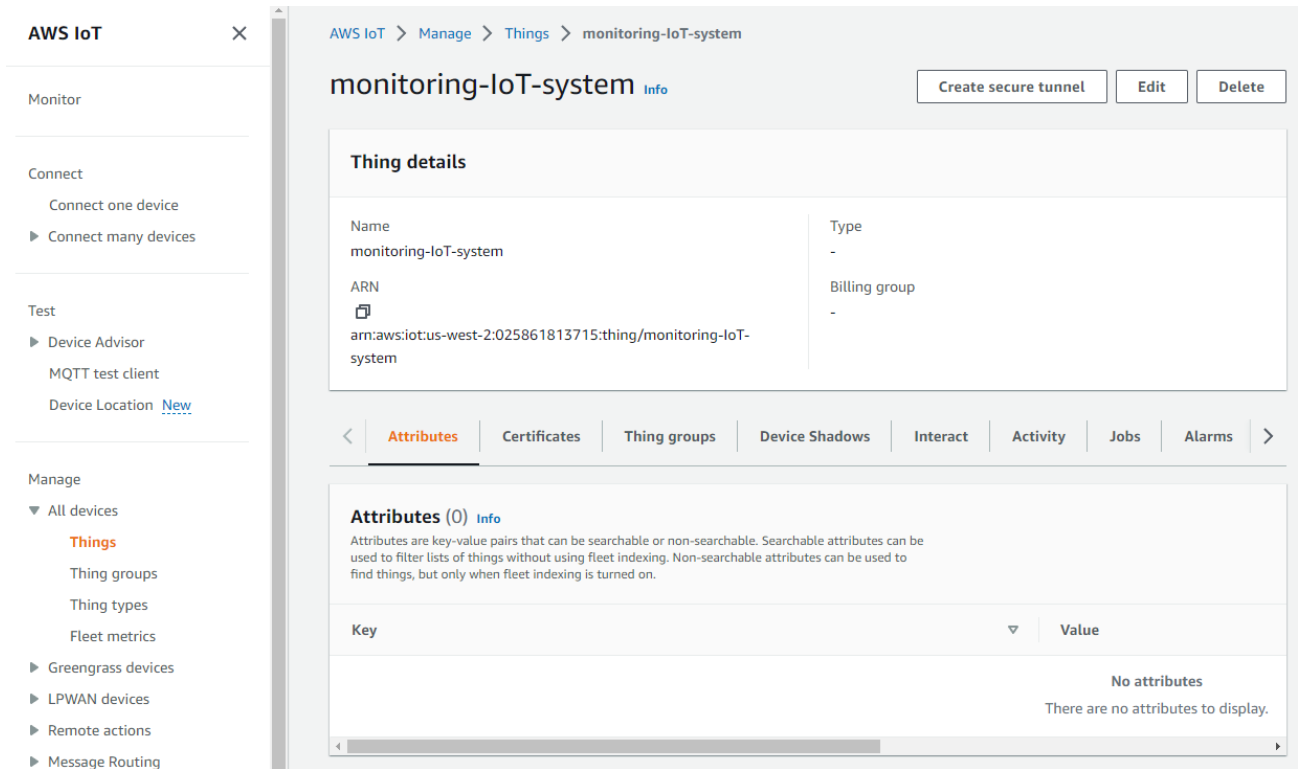 AWS IoT
Monitor
Connect
Connect one device
Connect many devices
Test
Device Advisor
MQTT test client
Device Location New
Manage
All devices
Things
Thing groups
Thing types
Fleet metrics
Greengrass devices
LPWAN devices
Remote actions
Message Routing
AWS IoT > Manage > Things > monitoring-IoT-system
monitoring-IoT-system Info
Create secure tunnel Edit Delete
Thing details
Name
monitoring-IoT-system
ARN
arn:aws:iot:us-west-2:025861813715:thing/monitoring-IoT-
system
Type
-
Billing group
-
Attributes Certificates Thing groups Device Shadows Interact Activity Jobs Alarms
Attributes (0) Info
Attributes are key-value pairs that can be searchable or non-searchable. Searchable attributes can be
used to filter lists of things without using fleet indexing. Non-searchable attributes can be used to
find things, but only when fleet indexing is turned on.
Key Value
No attributes
There are no attributes to display.